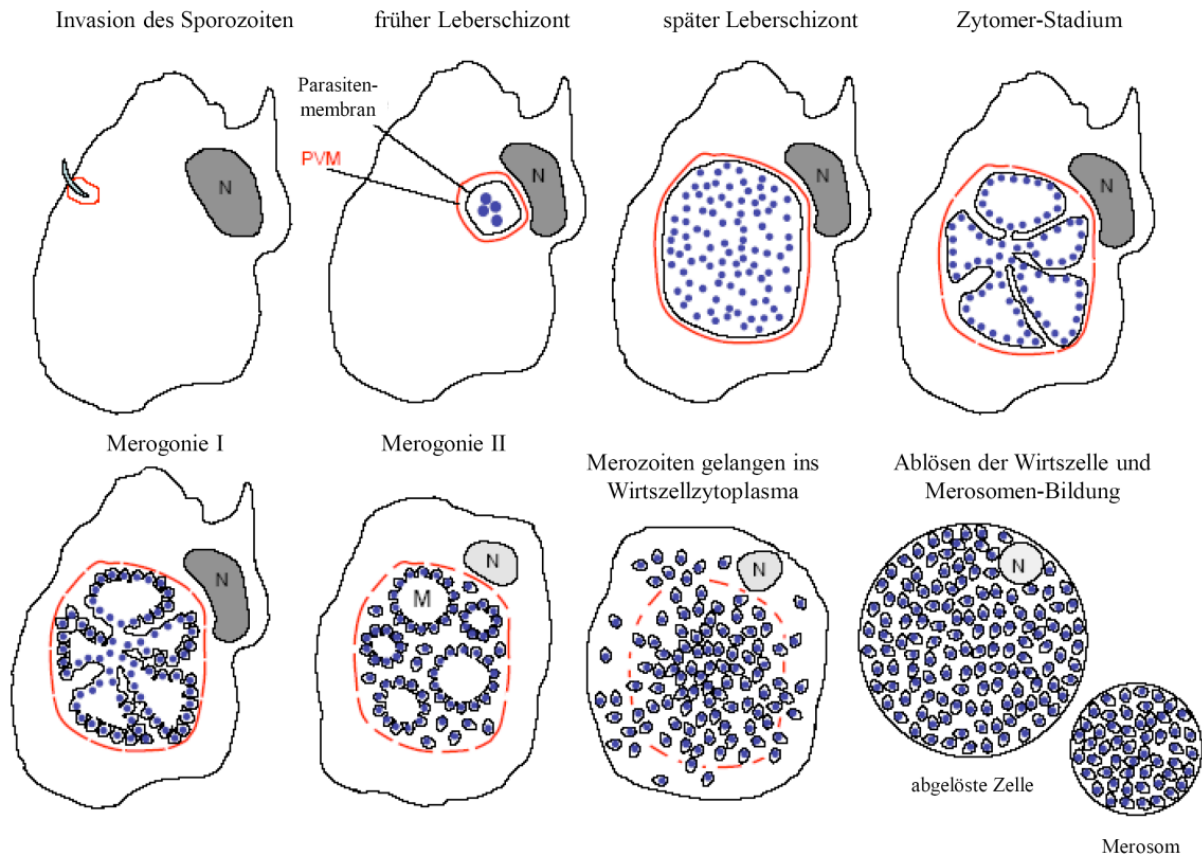 Invasion des Sporozoiten
früher Leberschizont
später Leberschizont
Zytomer-Stadium
Parasiten-
membran
PVM
N
N
N
N
Merogonie I
Merogonie II
Merozoiten gelangen ins
Wirtszellzytoplasma
Ablösen der Wirtszelle und
Merosomen-Bildung
N
N
M
N
N
abgelöste Zelle
Merosom